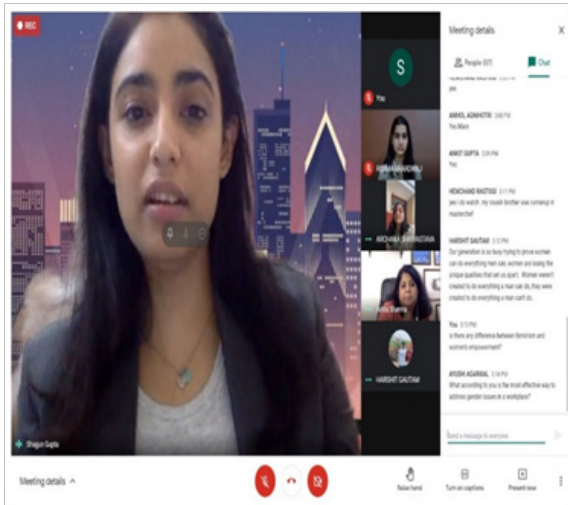 REC
Meeting details
X
People (57)
Chat
S
You
yes
ANMOL AGNIHOTRI 3:08 PM
Yes Mam
ANKIT GUPTA 3:09 PM
Yes
HEMCHAND RASTOGI 3:11 PM
yes i do watch my cousin brother was runnerup in
masterchef
HARSHIT GAUTAM 3:12 PM
Our generation is so busy trying to prove women
can do everything men can, women are losing the
unique qualities that set us apart. Women weren't
created to do everything a man can do, they were
created to do everything a man can't do.
You 3:13 PM
is there any difference between feminism and
women's empowerment?
AYUSH AGARWAL 3:14 PM
What according to you is the most effective way to
address gender issues in a workplace?
Send a message to everyone
ARCHANA SHRIVASTAVA
Sharma
HARSHIT GAUTAM
Shagun Gupta
Meeting details
Raise hand
Turn on captions
Present now